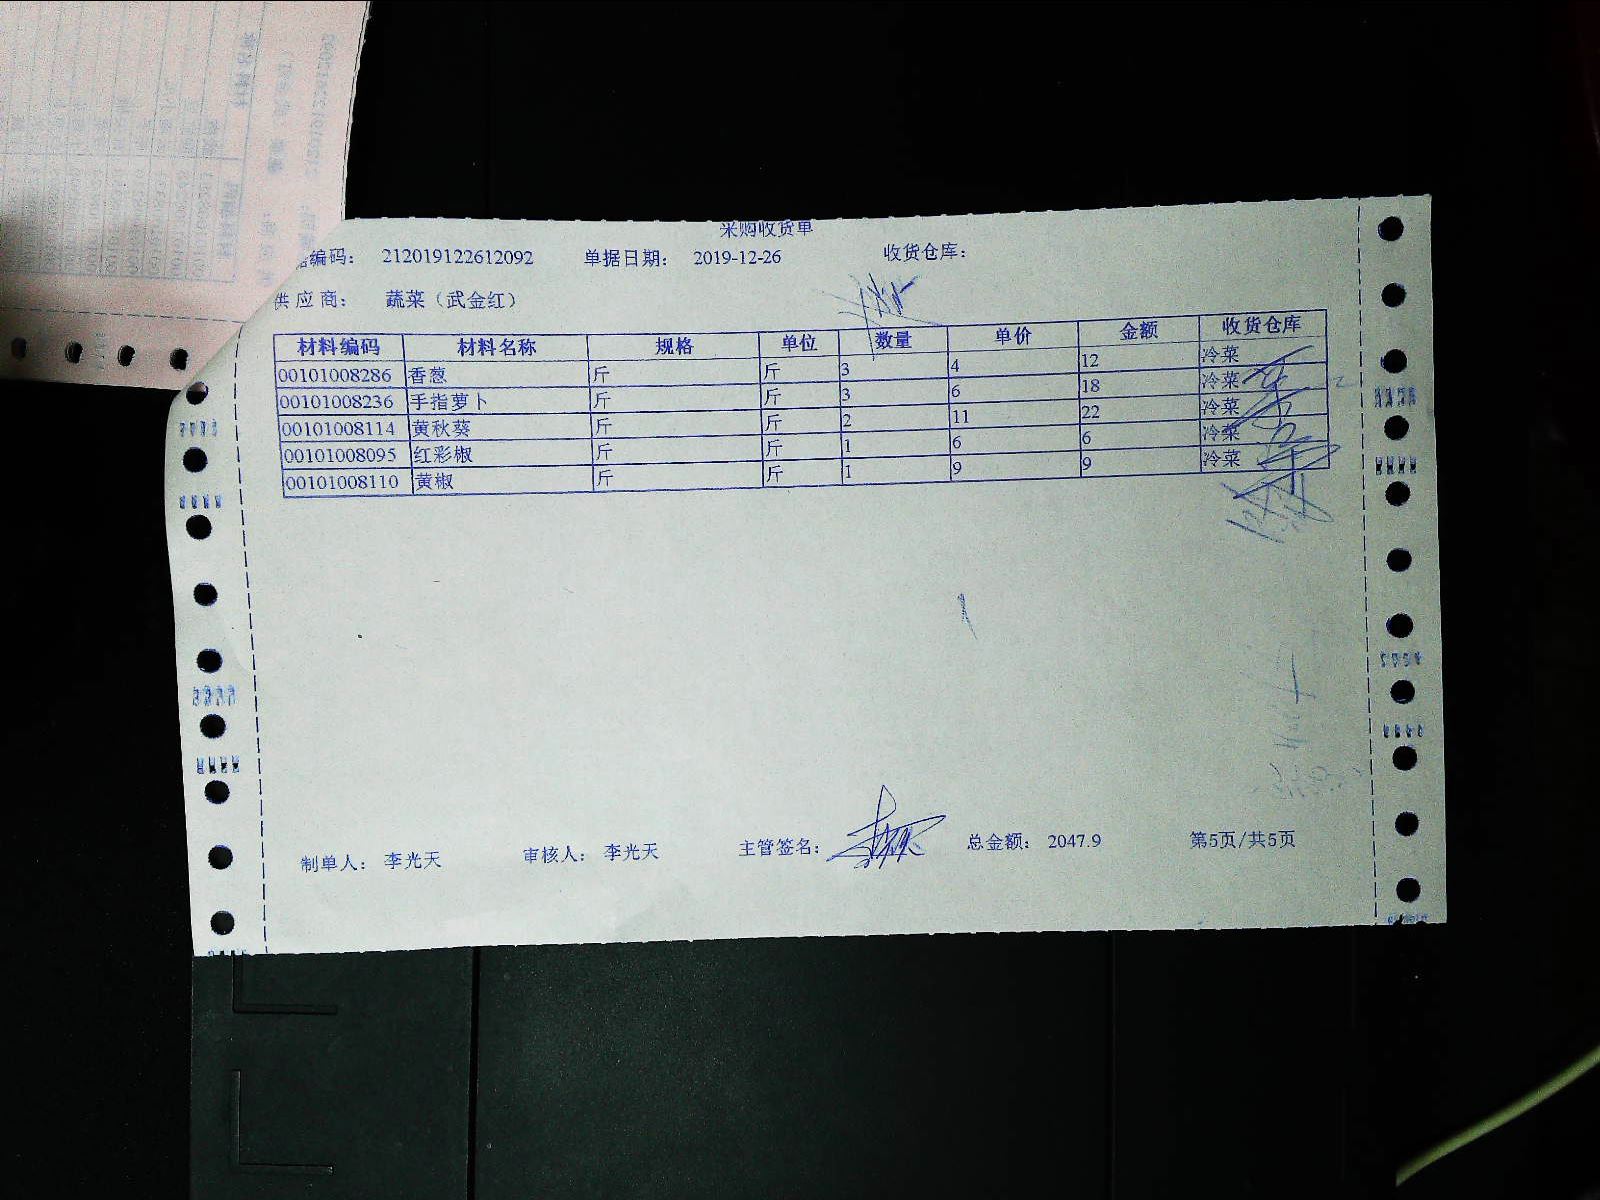 采购收货单
编码： 212019122612092 单据日期： 2019-12-26 收货仓库：
供应商： 蔬菜（武金红）
材料编码 材料名称 规格 单位 数量 单价 金额 收货仓库
00101008286 香葱 斤 斤 3 4 12 冷菜
00101008236 手指萝卜 斤 斤 3 6 18 冷菜
00101008114 黄秋葵 斤 斤 2 11 22 冷菜
00101008095 红彩椒 斤 斤 1 6 6 冷菜
00101008110 黄椒 斤 斤 1 9 9 冷菜
制单人： 李光天 审核人： 李光天 主管签名： 总金额： 2047.9 第5页/共5页